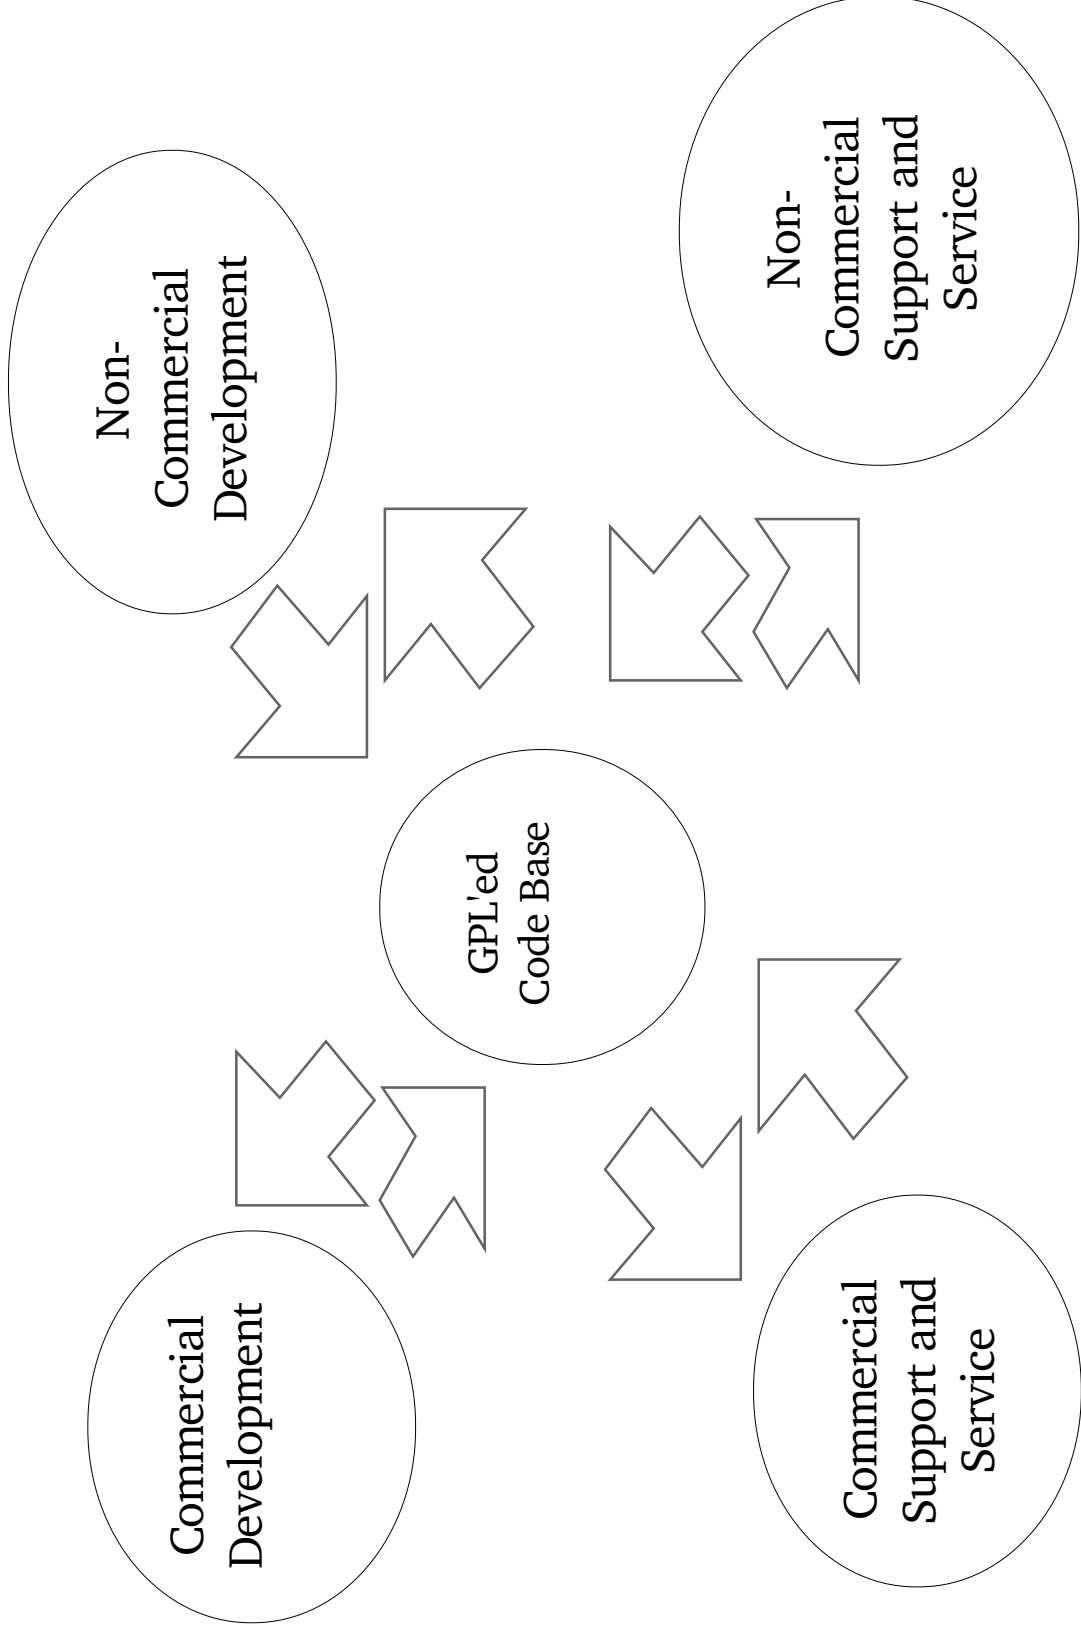 Commercial
Development
Non-
Commercial
Development
GPL'ed
Code Base
Commercial
Support and
Service
Non-
Commercial
Support and
Service